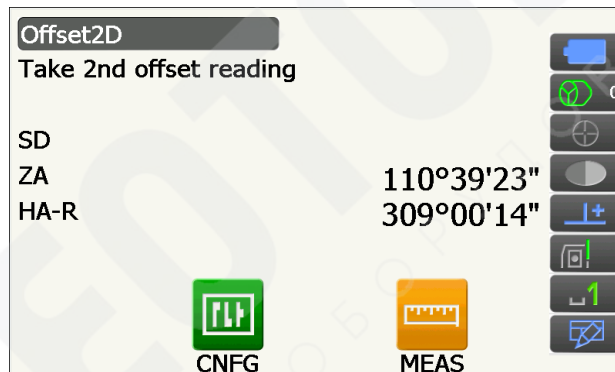 Offset2D
Take 2nd offset reading
SD
ZA 110°39'23"
HA-R 309°00'14"
CNFG MEAS